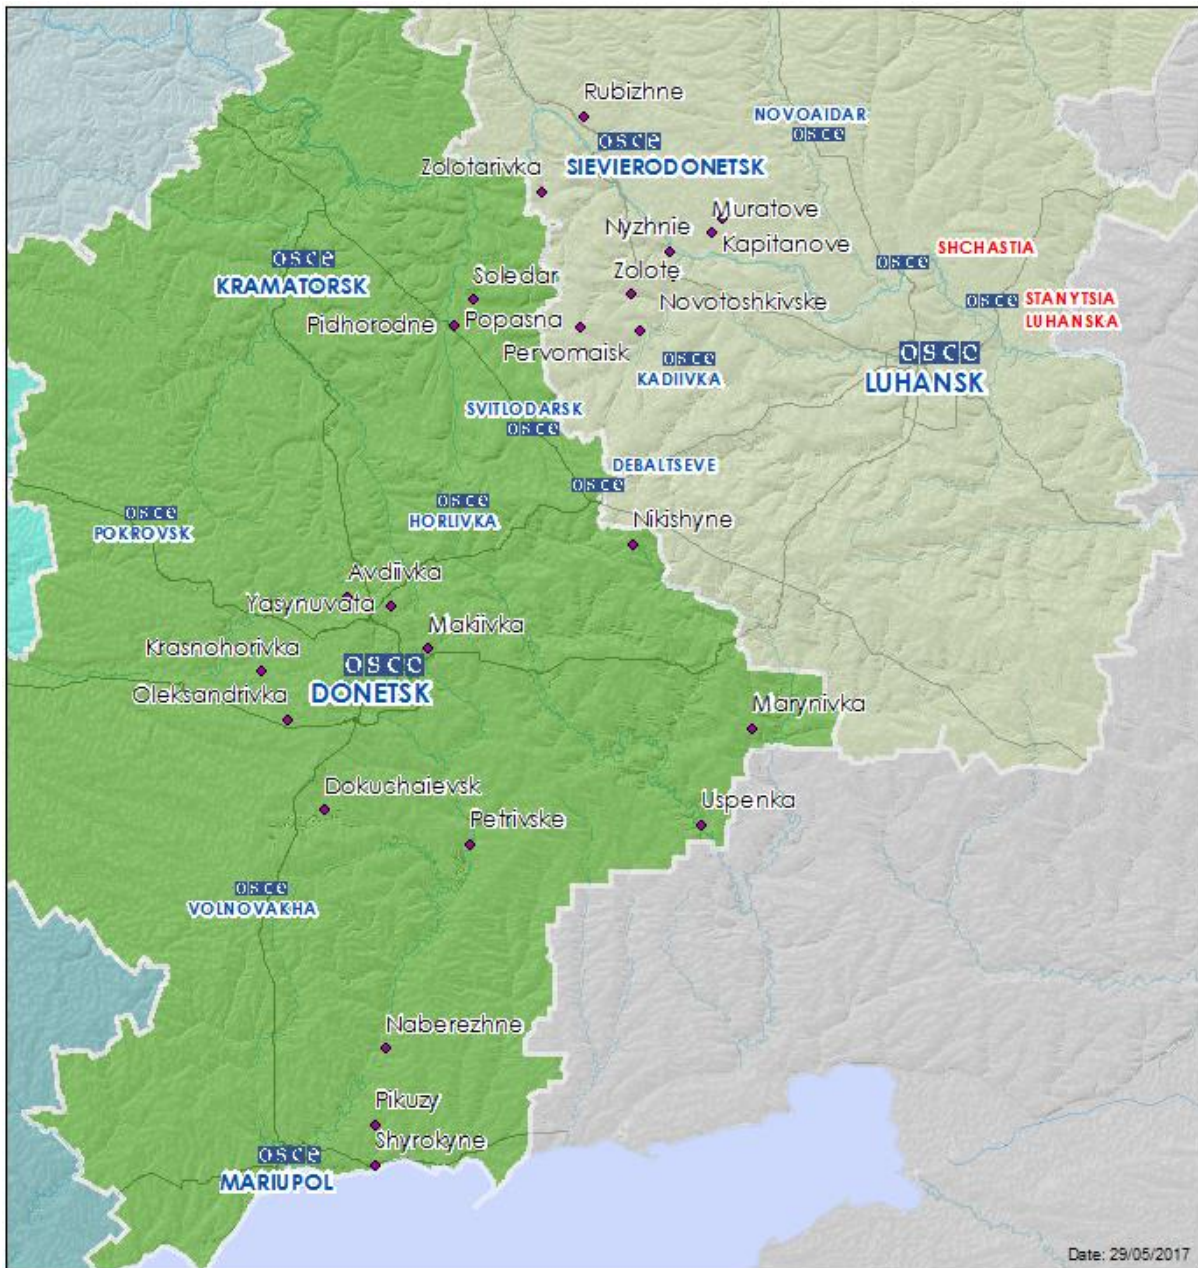 Rubizhne
NOVOAIDAR
osce
osce
Zolotarivka
SIEVIERODONETSK
Muratove
Nyzhnie
Kapitanove
osce
SHCHASTIA
osce
KRAMATORSK
Soledar
Zolote
Novotoshkivske
osce
STANYTSIA
LUHANSKA
Pidhorodne
Popasna
Pervomaisk
osce
KADIIVKA
osce
LUHANSK
SVITLODARSK
osce
DEBALTSEVE
osce
osce
POKROVSK
osce
HORLIVKA
Nikishyne
Avdiivka
Yasynuvata
Makiivka
Krasnohorivka
osce
DONETSK
Oleksandrivka
Marynivka
Dokuchaievsk
Petrivske
Uspenka
osce
VOLNOVAKHA
Naberezhne
Pikuzy
Shyrokyne
osce
MARIUPOL
Date: 29/05/2017